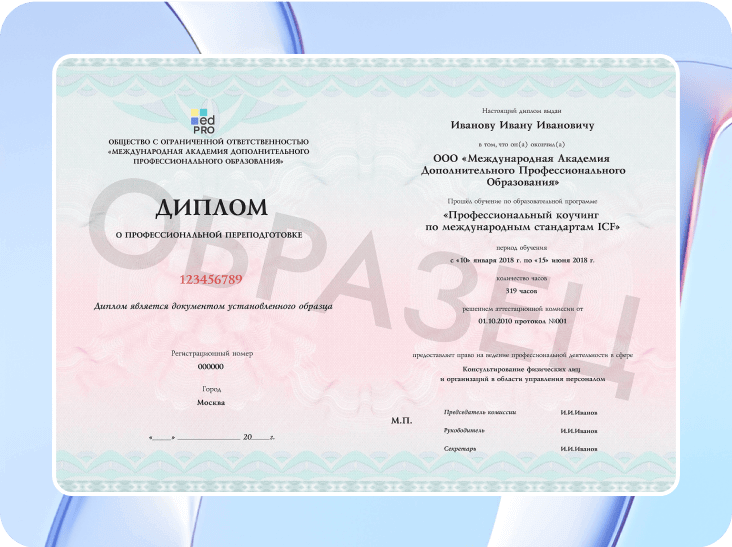 ed
PRO
ОБЩЕСТВО С ОГРАНИЧЕННОЙ ОТВЕТСТВЕННОСТЬЮ
«МЕЖДУНАРОДНАЯ АКАДЕМИЯ ДОПОЛНИТЕЛЬНОГО
ПРОФЕССИОНАЛЬНОГО ОБРАЗОВАНИЯ»
ДИПЛОМ
О ПРОФЕССИОНАЛЬНОЙ ПЕРЕПОДГОТОВКЕ
123456789
Диплом является документом установленного образца
Регистрационный номер
000000
Город
Москва
«____» ______________ 20____г.
ОБРАЗЕЦ
Настоящий диплом выдан
Иванову Ивану Ивановичу
в том, что он(а) окончил(а)
ООО «Международная Академия
Дополнительного Профессионального
Образования»
Прошёл обучение по образовательной программе
«Профессиональный коучинг
по международным стандартам ICF»
период обучения
с «10» января 2018 г. по «15» июня 2018 г.
количество часов
319 часов
решением аттестационной комиссии от
01.10.2010 протокол №001
предоставляет право на ведение профессиональной деятельности в сфере
Консультирование физических лиц
и организаций в области управления персоналом
М.П.
Председатель комиссии И.И.Иванов
Руководитель И.И.Иванов
Секретарь И.И.Иванов